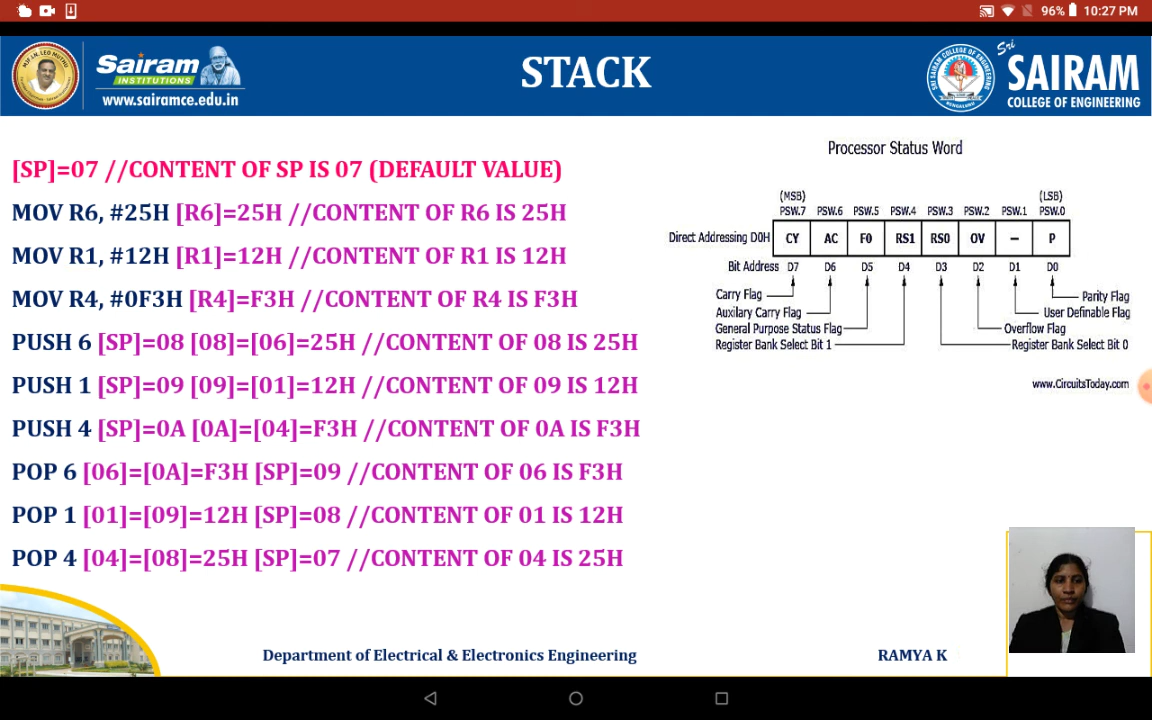 96% 10:27 PM
MJF.LN. LEO MUTHU
Sairam
INSTITUTIONS
www.sairamce.edu.in
STACK
SRI SAIRAM COLLEGE OF ENGINEERING
BENGALURU
Sri
SAIRAM
COLLEGE OF ENGINEERING
[SP]=07 //CONTENT OF SP IS 07 (DEFAULT VALUE)
MOV R6, #25H [R6]=25H //CONTENT OF R6 IS 25H
MOV R1, #12H [R1]=12H //CONTENT OF R1 IS 12H
MOV R4, #0F3H [R4]=F3H //CONTENT OF R4 IS F3H
PUSH 6 [SP]=08 [08]=[06]=25H //CONTENT OF 08 IS 25H
PUSH 1 [SP]=09 [09]=[01]=12H //CONTENT OF 09 IS 12H
PUSH 4 [SP]=0A [0A]=[04]=F3H //CONTENT OF 0A IS F3H
POP 6 [06]=[0A]=F3H [SP]=09 //CONTENT OF 06 IS F3H
POP 1 [01]=[09]=12H [SP]=08 //CONTENT OF 01 IS 12H
POP 4 [04]=[08]=25H [SP]=07 //CONTENT OF 04 IS 25H
Processor Status Word
(MSB) (LSB)
PSW.7 PSW.6 PSW.5 PSW.4 PSW.3 PSW.2 PSW.1 PSW.0
Direct Addressing D0H CY AC F0 RS1 RS0 OV – P
Bit Address D7 D6 D5 D4 D3 D2 D1 D0
Carry Flag Parity Flag
Auxilary Carry Flag User Definable Flag
General Purpose Status Flag Overflow Flag
Register Bank Select Bit 1 Register Bank Select Bit 0
www.CircuitsToday.com
Department of Electrical & Electronics Engineering RAMYA K